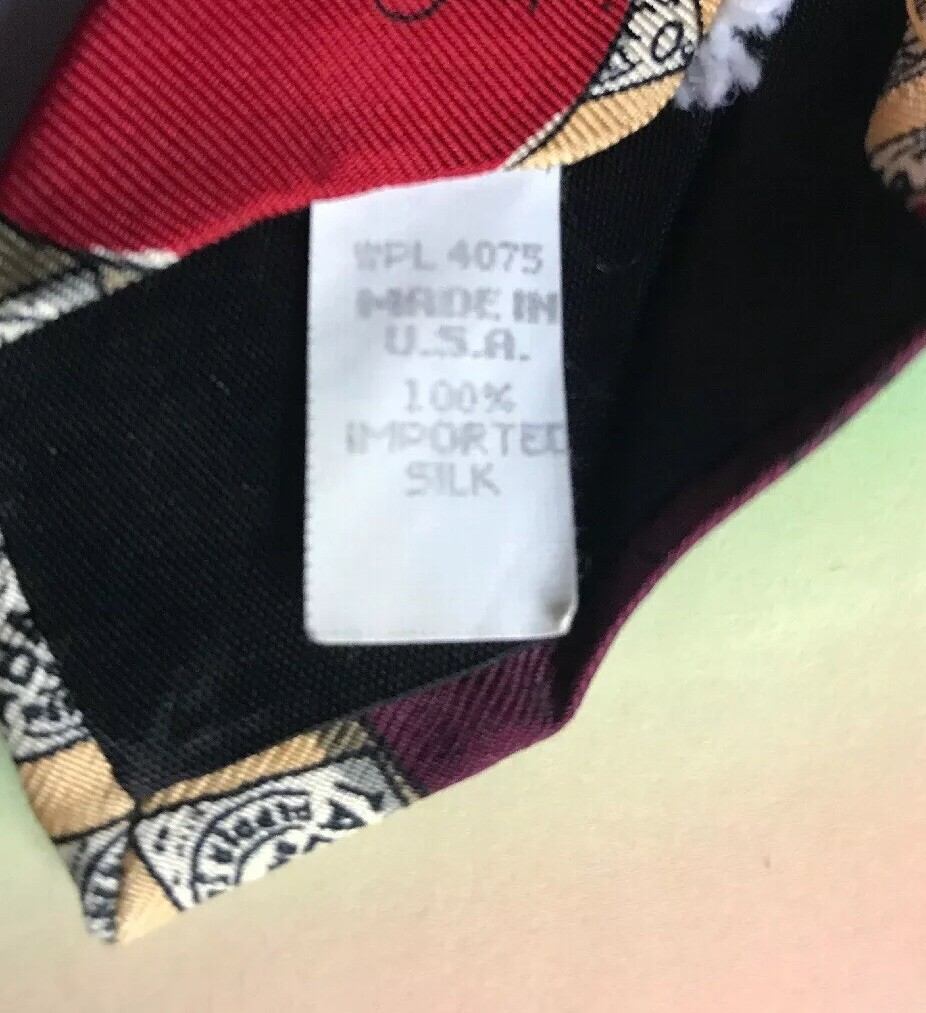 WPL 4075
MADE IN
U.S.A.
100%
IMPORTED
SILK